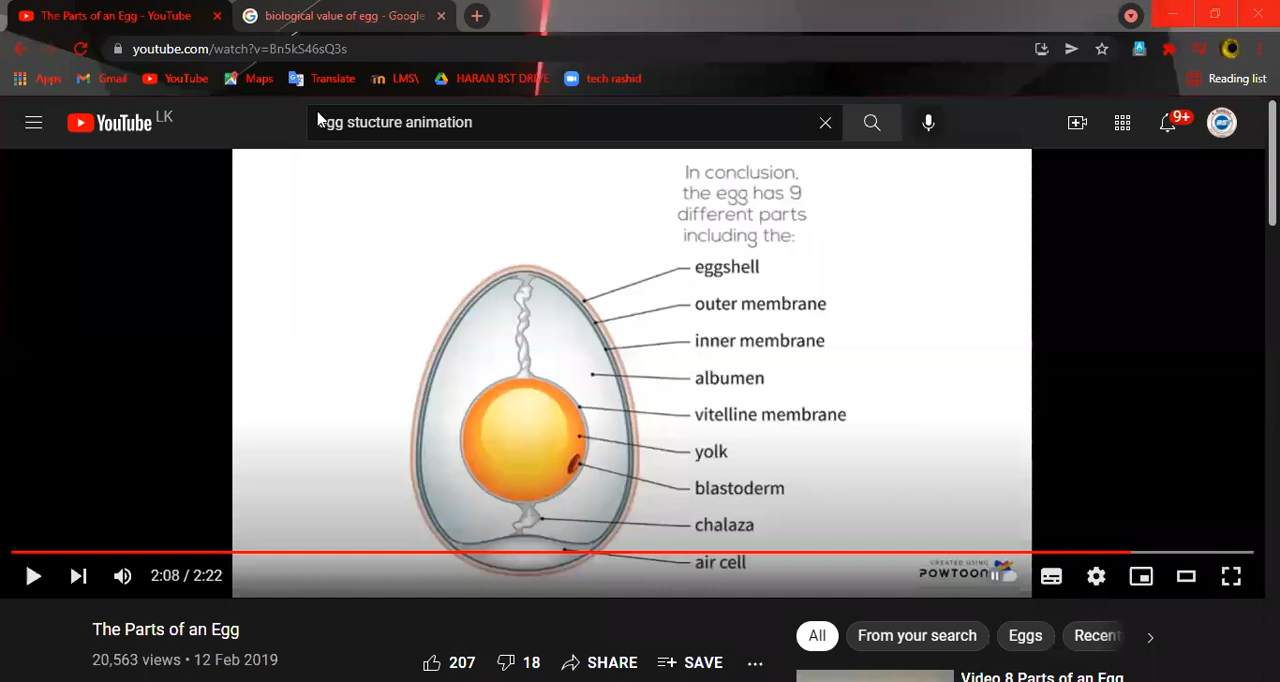 The Parts of an Egg - YouTube
biological value of egg - Google
youtube.com/watch?v=Bn5kS46sQ3s
Apps Gmail YouTube Maps Translate LMS\ HARAN BST DRIVE tech rashid Reading list
YouTube LK
egg stucture animation
9+
In conclusion,
the egg has 9
different parts
including the:
eggshell
outer membrane
inner membrane
albumen
vitelline membrane
yolk
blastoderm
chalaza
air cell
CREATED USING
POWTOON
2:08 / 2:22
The Parts of an Egg
All From your search Eggs Recent
20,563 views • 12 Feb 2019
207 18 SHARE SAVE
Video 8 Parts of an Egg